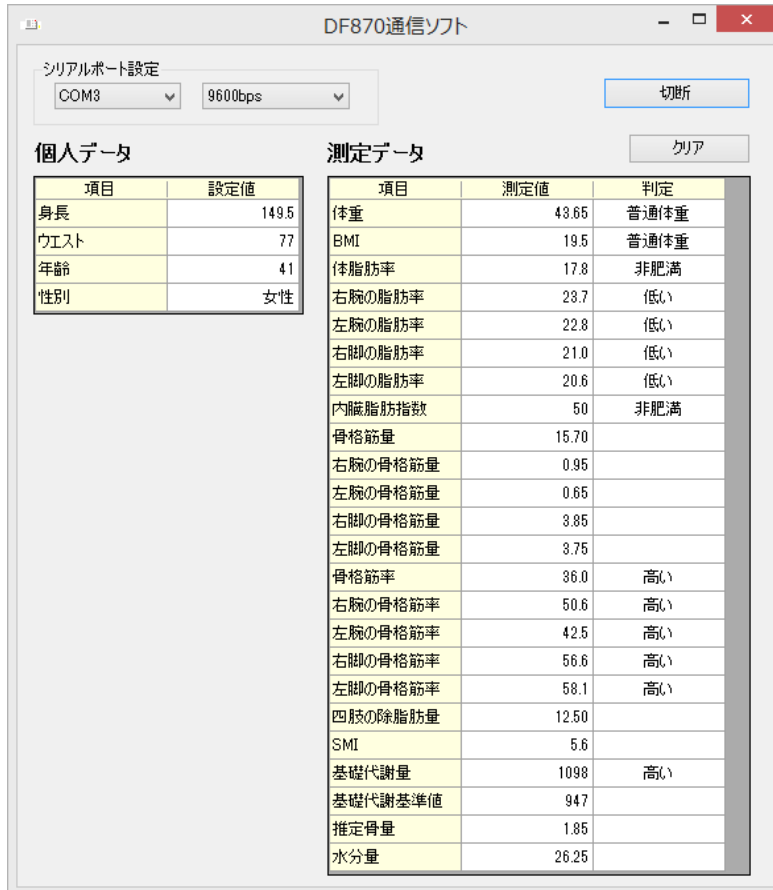 DF870通信ソフト
シリアルポート設定
COM3 9600bps 切断
クリア
個人データ
項目 設定値
身長 149.5
ウエスト 77
年齢 41
性別 女性
測定データ
項目 測定値 判定
体重 43.65 普通体重
BMI 19.5 普通体重
体脂肪率 17.8 非肥満
右腕の脂肪率 23.7 低い
左腕の脂肪率 22.8 低い
右脚の脂肪率 21.0 低い
左脚の脂肪率 20.6 低い
内臓脂肪指数 50 非肥満
骨格筋量 15.70
右腕の骨格筋量 0.95
左腕の骨格筋量 0.65
右脚の骨格筋量 3.85
左脚の骨格筋量 3.75
骨格筋率 36.0 高い
右腕の骨格筋率 50.6 高い
左腕の骨格筋率 42.5 高い
右脚の骨格筋率 56.6 高い
左脚の骨格筋率 58.1 高い
四肢の除脂肪量 12.50
SMI 5.6
基礎代謝量 1098 高い
基礎代謝基準値 947
推定骨量 1.85
水分量 26.25